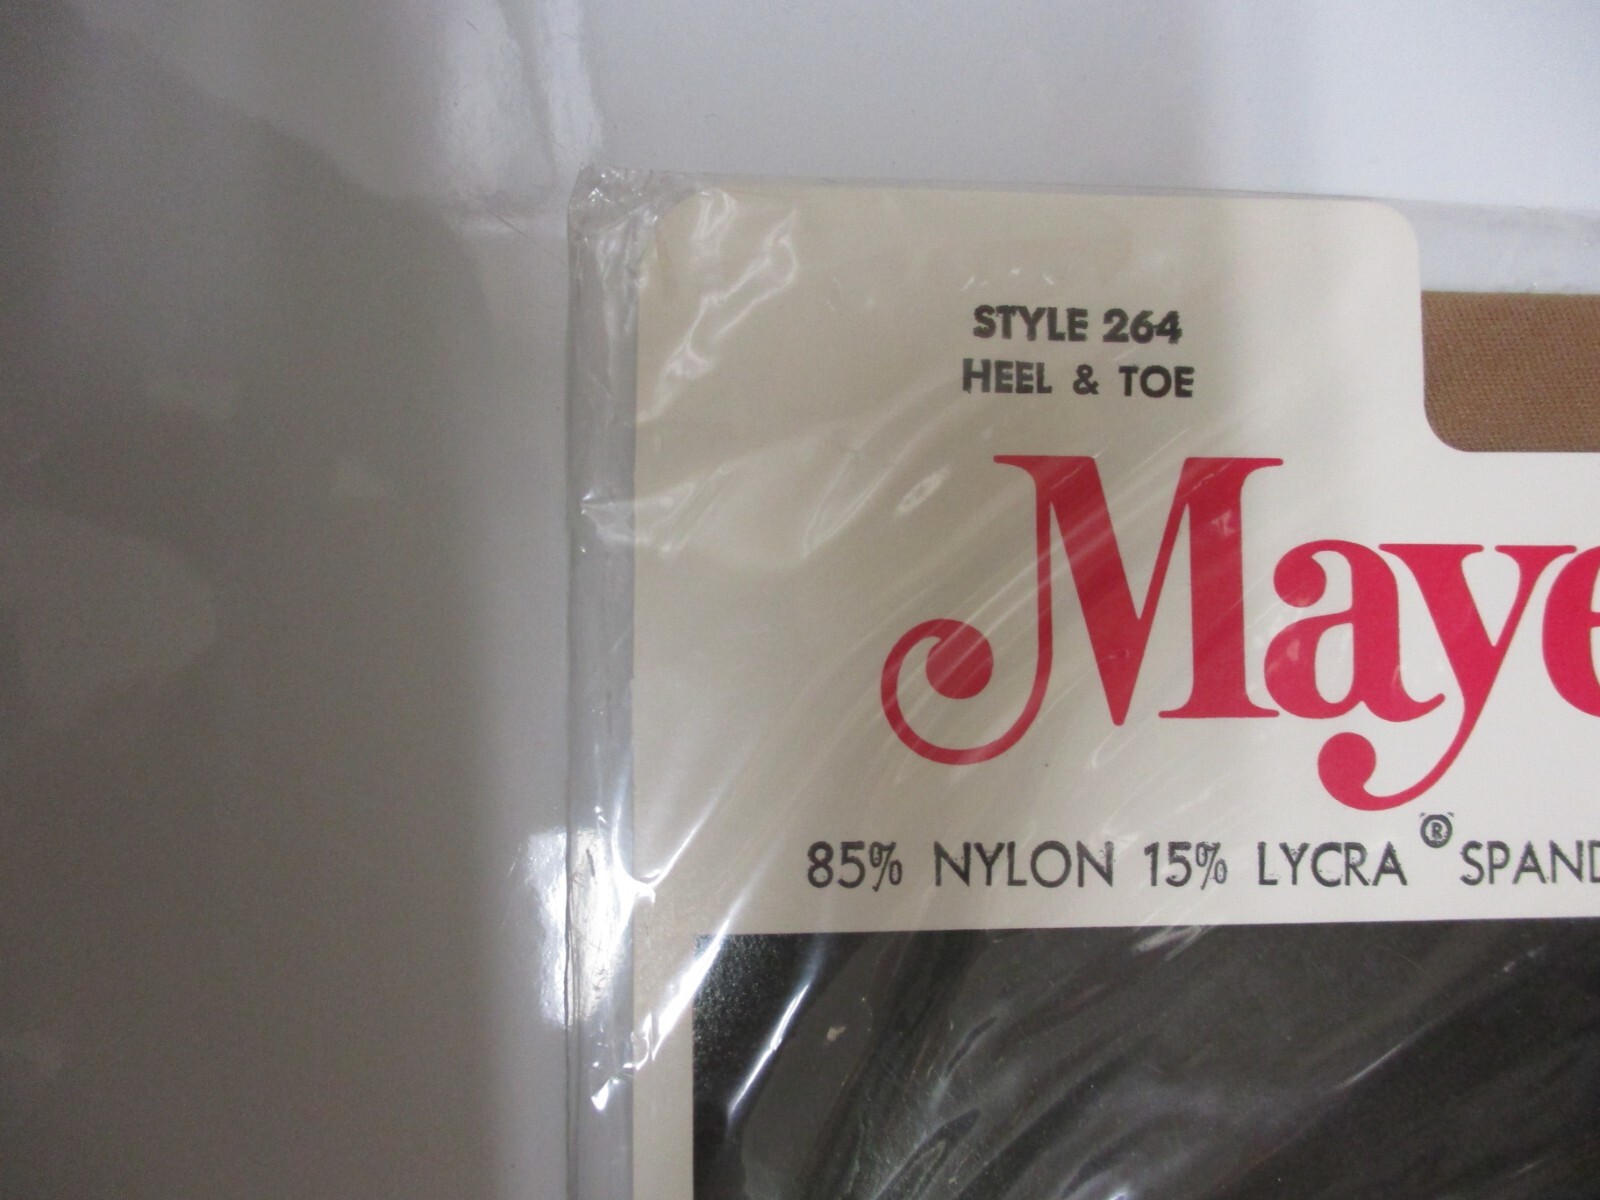 STYLE 264
HEEL & TOE
Maye
85% NYLON 15% LYCRA® SPAND